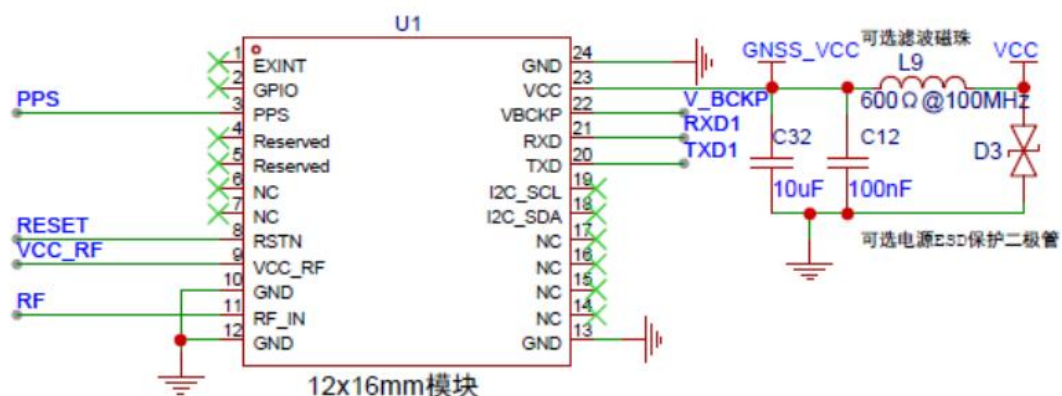 U1
1 EXINT
2 GPIO
PPS 3 PPS
4 Reserved
5 Reserved
6 NC
7 NC
RESET 8 RSTN
VCC_RF 9 VCC_RF
10 GND
RF 11 RF_IN
12 GND
GND 24
VCC 23
VBCKP 22 V_BCKP
RXD 21 RXD1
TXD 20 TXD1
I2C_SCL 19
I2C_SDA 18
NC 17
NC 16
NC 15
NC 14
GND 13
12x16mm模块
可选滤波磁珠
GNSS_VCC L9 VCC
600Ω@100MHz
C32 C12 D3
10uF 100nF
可选电源ESD保护二极管